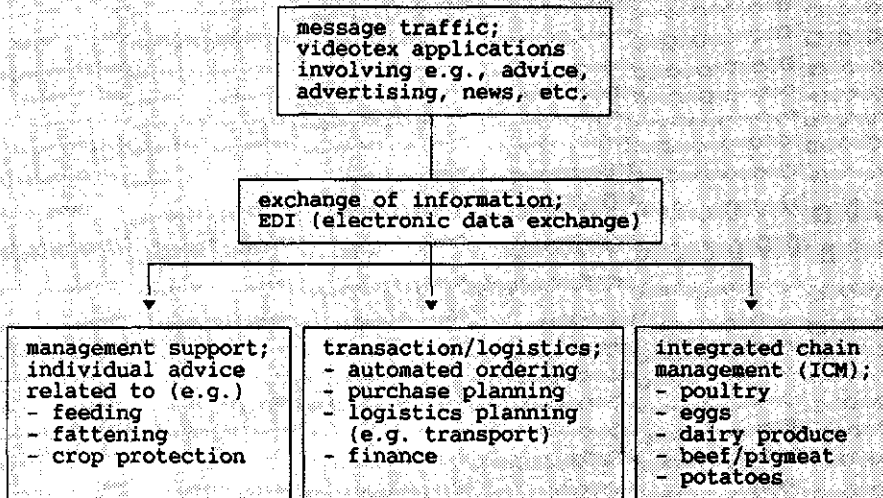 message traffic;
videotex applications
involving e.g., advice,
advertising, news, etc.
exchange of information;
EDI (electronic data exchange)
management support;
individual advice
related to (e.g.)
- feeding
- fattening
- crop protection
transaction/logistics;
- automated ordering
- purchase planning
- logistics planning
(e.g. transport)
- finance
integrated chain
management (ICM);
- poultry
- eggs
- dairy produce
- beef/pigmeat
- potatoes